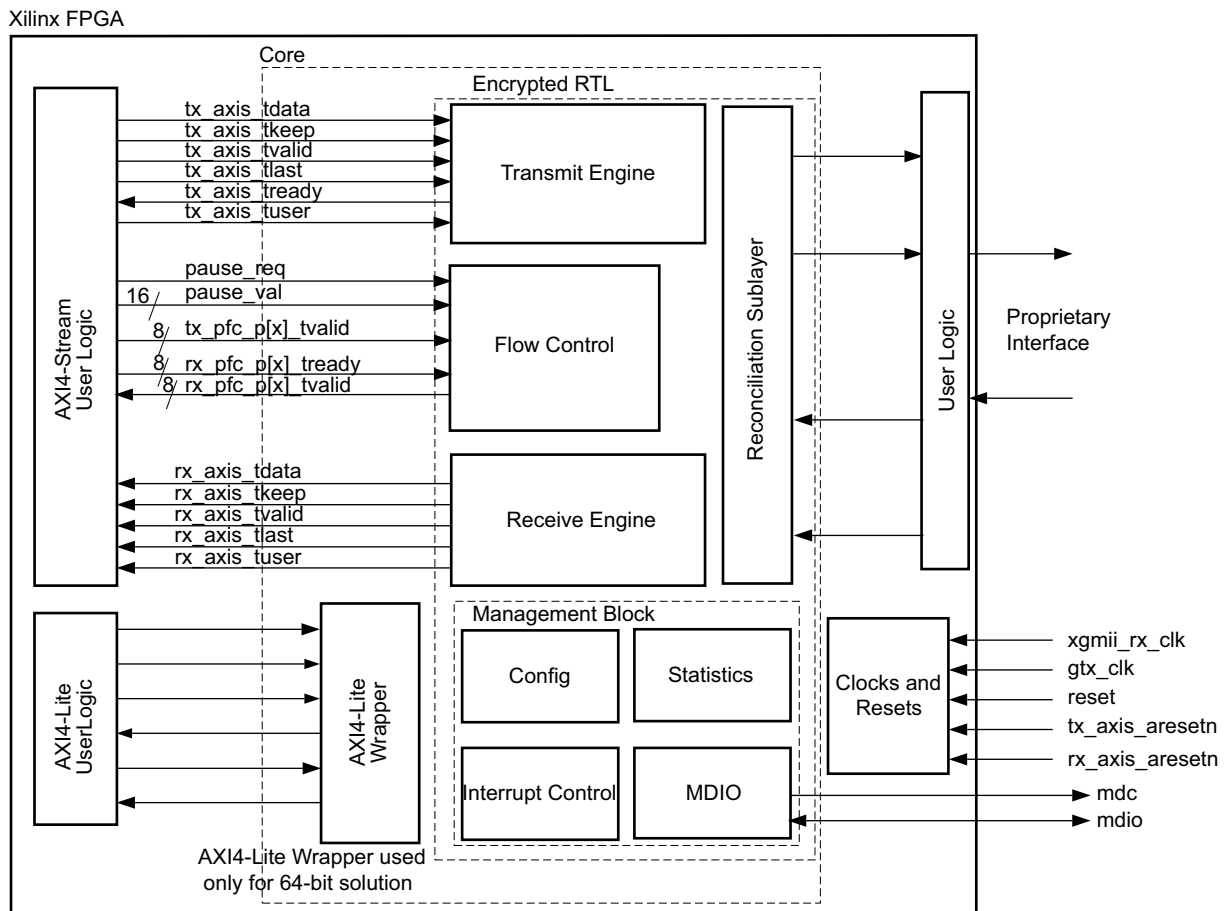 Xilinx FPGA
Core
Encrypted RTL
AXI4-Stream
User Logic
tx_axis_tdata
tx_axis_tkeep
tx_axis_tvalid
tx_axis_tlast
tx_axis_tready
tx_axis_tuser
Transmit Engine
pause_req
16
pause_val
8
tx_pfc_p[x]_tvalid
8
rx_pfc_p[x]_tready
8
rx_pfc_p[x]_tvalid
Flow Control
rx_axis_tdata
rx_axis_tkeep
rx_axis_tvalid
rx_axis_tlast
rx_axis_tuser
Receive Engine
Reconciliation Sublayer
User Logic
Proprietary
Interface
AXI4-Lite
UserLogic
AXI4-Lite
Wrapper
AXI4-Lite Wrapper used
only for 64-bit solution
Management Block
Config
Statistics
Interrupt Control
MDIO
Clocks and
Resets
xgmii_rx_clk
gtx_clk
reset
tx_axis_aresetn
rx_axis_aresetn
mdc
mdio